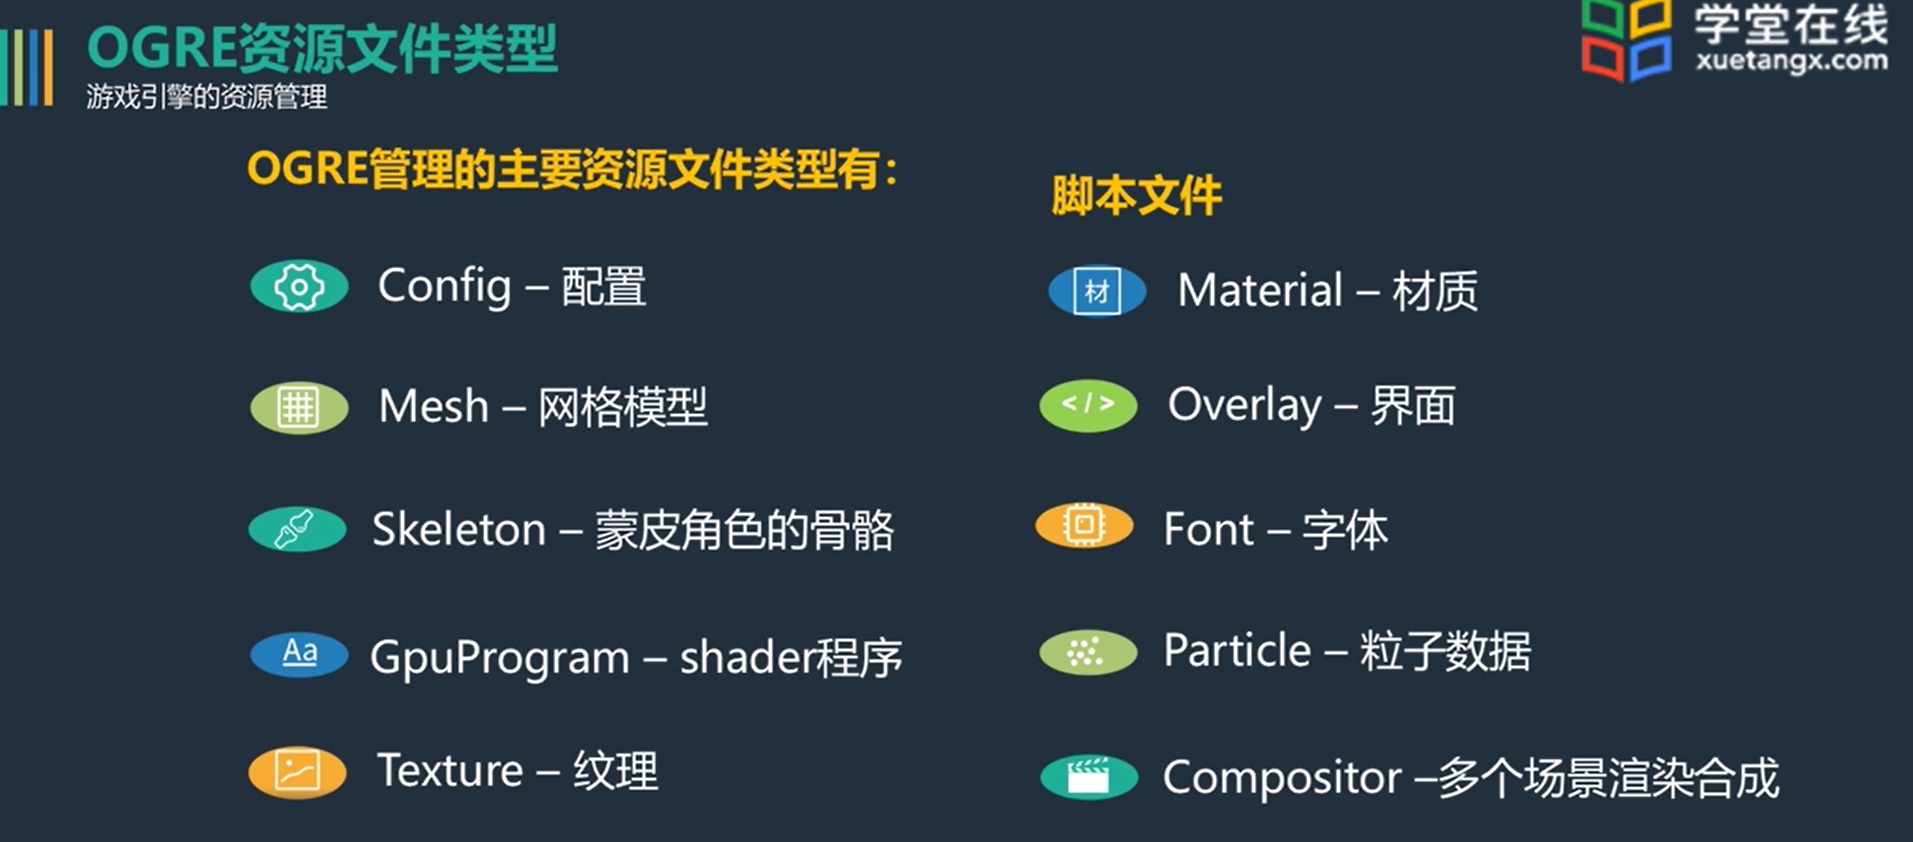 OGRE资源文件类型
游戏引擎的资源管理
学堂在线
xuetangx.com
OGRE管理的主要资源文件类型有：
Config – 配置
Mesh – 网格模型
Skeleton – 蒙皮角色的骨骼
Aa
GpuProgram – shader程序
Texture – 纹理
脚本文件
材
Material – 材质
</>
Overlay – 界面
Font – 字体
Particle – 粒子数据
Compositor –多个场景渲染合成